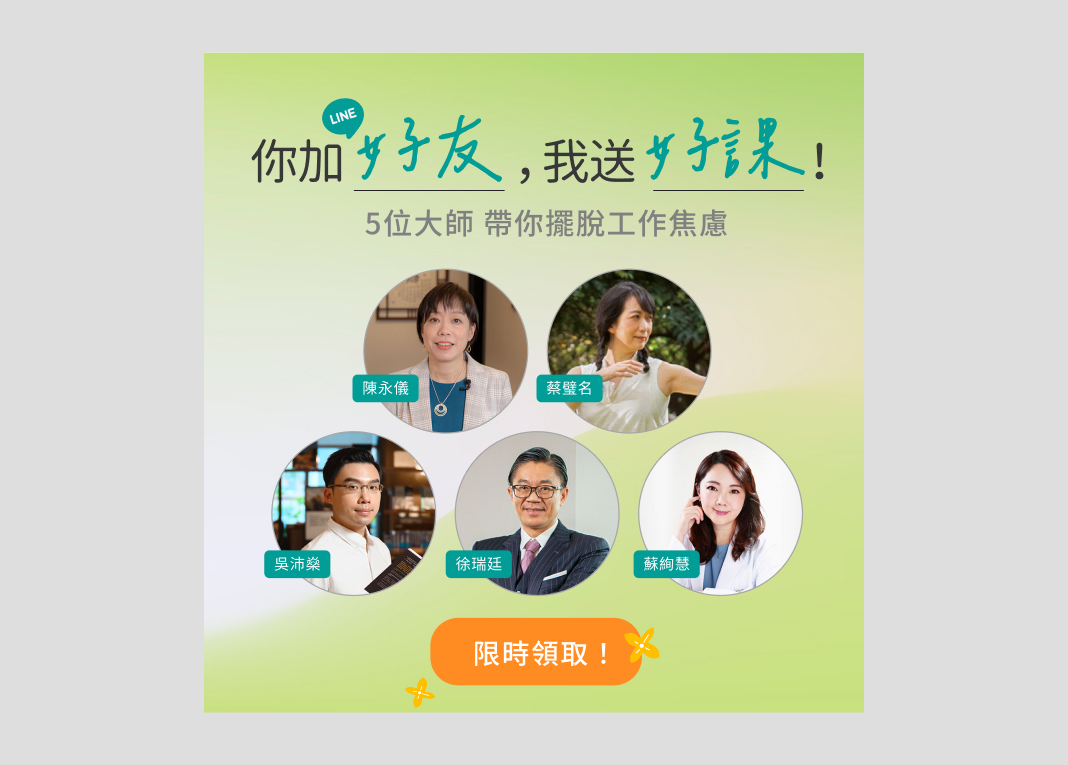 LINE
你加好友，我送好課！
5位大師 帶你擺脫工作焦慮
陳永儀
蔡璧名
吳沛燊
徐瑞廷
蘇絢慧
限時領取！